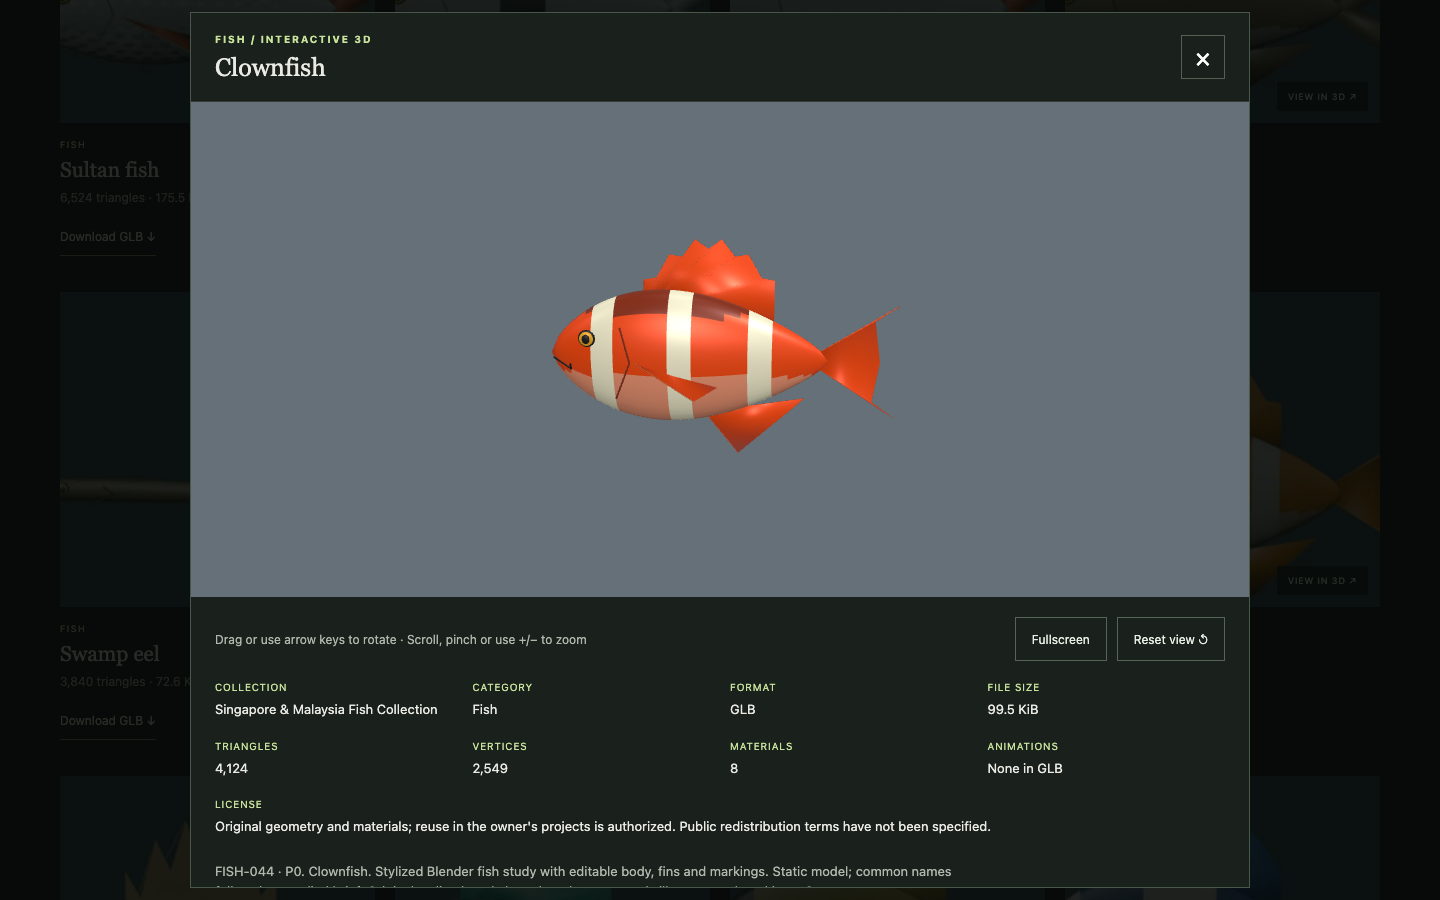 FISH / INTERACTIVE 3D
Clownfish
×
VIEW IN 3D ↗
FISH
Sultan fish
6,524 triangles · 175.5
Download GLB ↓
VIEW IN 3D ↗
FISH
Swamp eel
3,840 triangles · 72.6 K
Download GLB ↓
Drag or use arrow keys to rotate · Scroll, pinch or use +/− to zoom
Fullscreen
Reset view ↺
COLLECTION
Singapore & Malaysia Fish Collection
CATEGORY
Fish
FORMAT
GLB
FILE SIZE
99.5 KiB
TRIANGLES
4,124
VERTICES
2,549
MATERIALS
8
ANIMATIONS
None in GLB
LICENSE
Original geometry and materials; reuse in the owner's projects is authorized. Public redistribution terms have not been specified.
FISH-044 · P0. Clownfish. Stylized Blender fish study with editable body, fins and markings. Static model; common names